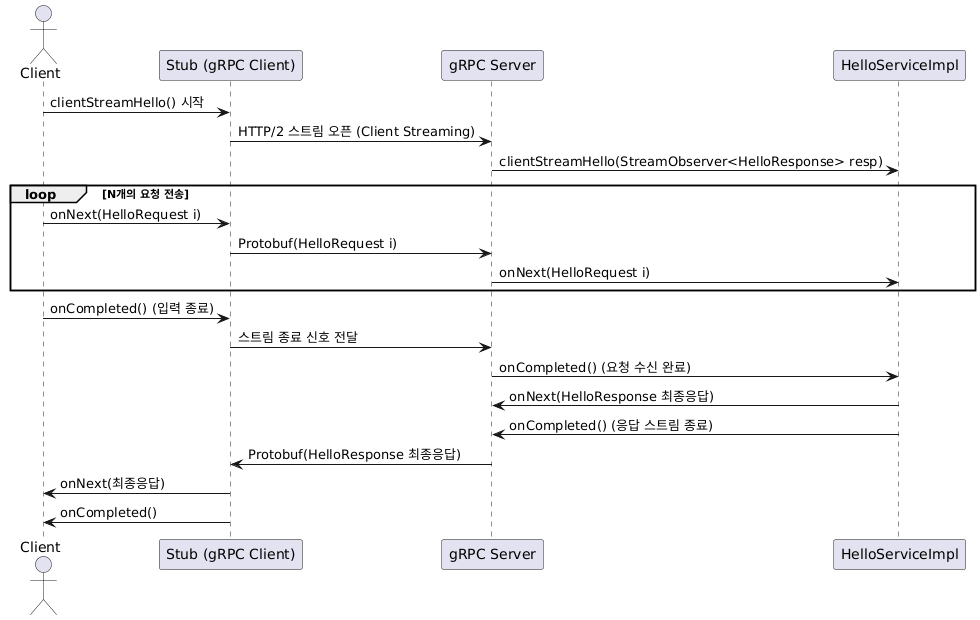 Client
Stub (gRPC Client)
gRPC Server
HelloServiceImpl
clientStreamHello() 시작
HTTP/2 스트림 오픈 (Client Streaming)
clientStreamHello(StreamObserver<HelloResponse> resp)
loop [N개의 요청 전송]
onNext(HelloRequest i)
Protobuf(HelloRequest i)
onNext(HelloRequest i)
onCompleted() (입력 종료)
스트림 종료 신호 전달
onCompleted() (요청 수신 완료)
onNext(HelloResponse 최종응답)
onCompleted() (응답 스트림 종료)
Protobuf(HelloResponse 최종응답)
onNext(최종응답)
onCompleted()
Client
Stub (gRPC Client)
gRPC Server
HelloServiceImpl